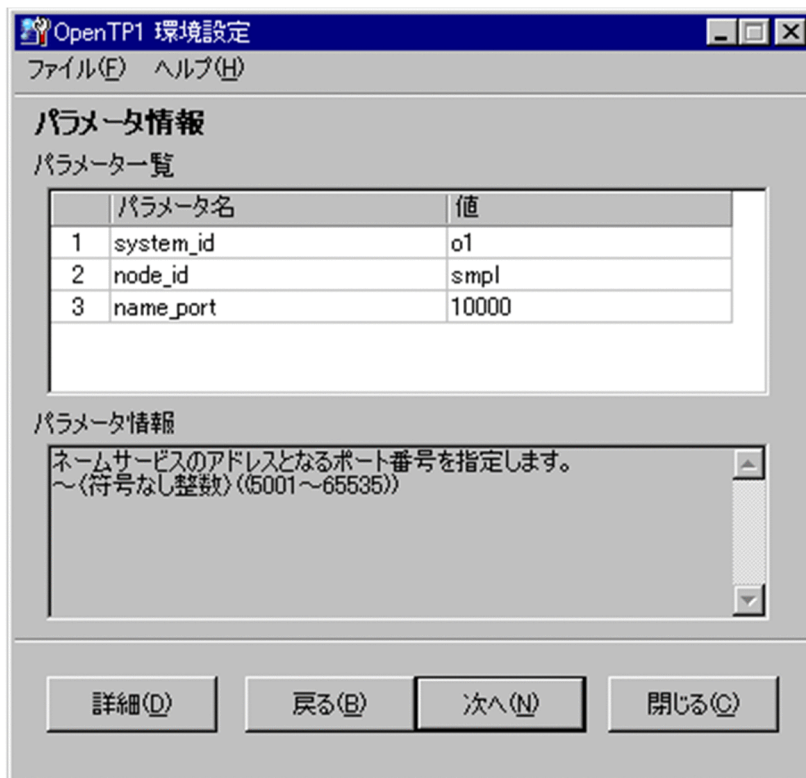 OpenTP1 環境設定
ファイル(F) ヘルプ(H)
パラメータ情報
パラメータ一覧
パラメータ名 値
1 system_id o1
2 node_id smpl
3 name_port 10000
パラメータ情報
ネームサービスのアドレスとなるポート番号を指定します。
~〈符号なし整数〉((5001~65535))
詳細(D) 戻る(B) 次へ(N) 閉じる(C)